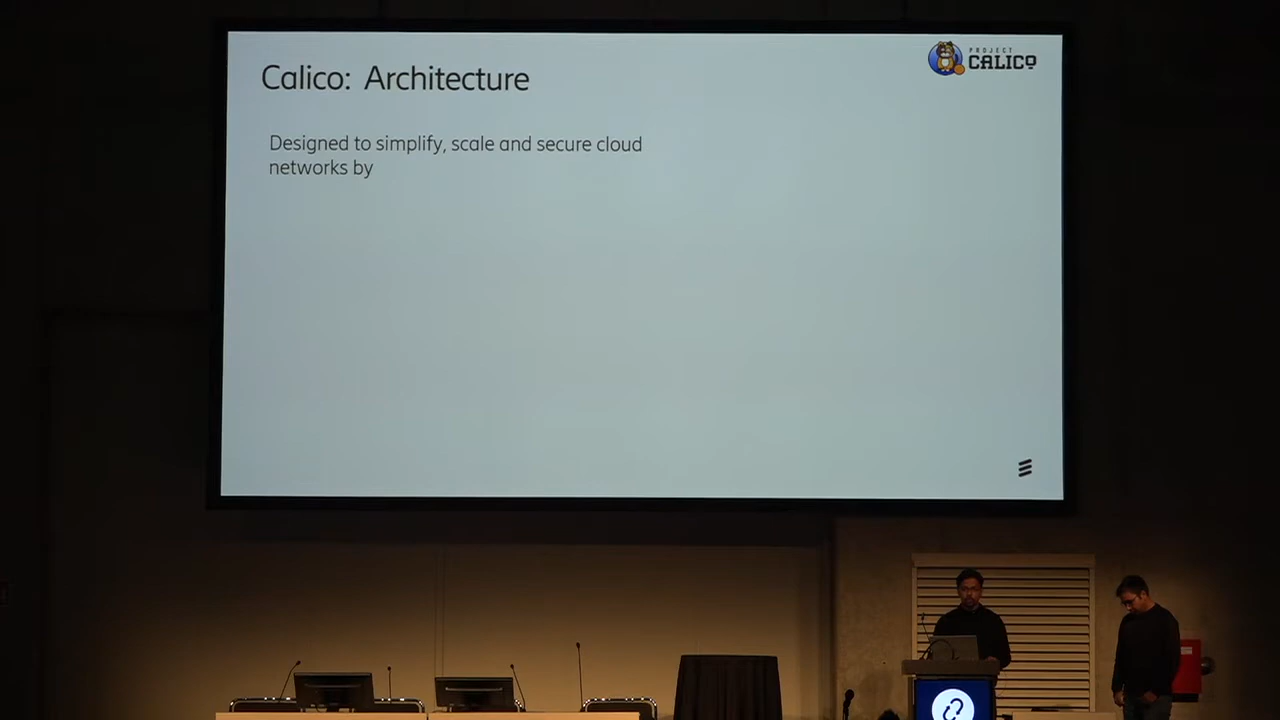 Calico: Architecture
PROJECT
CALICO
Designed to simplify, scale and secure cloud
networks by